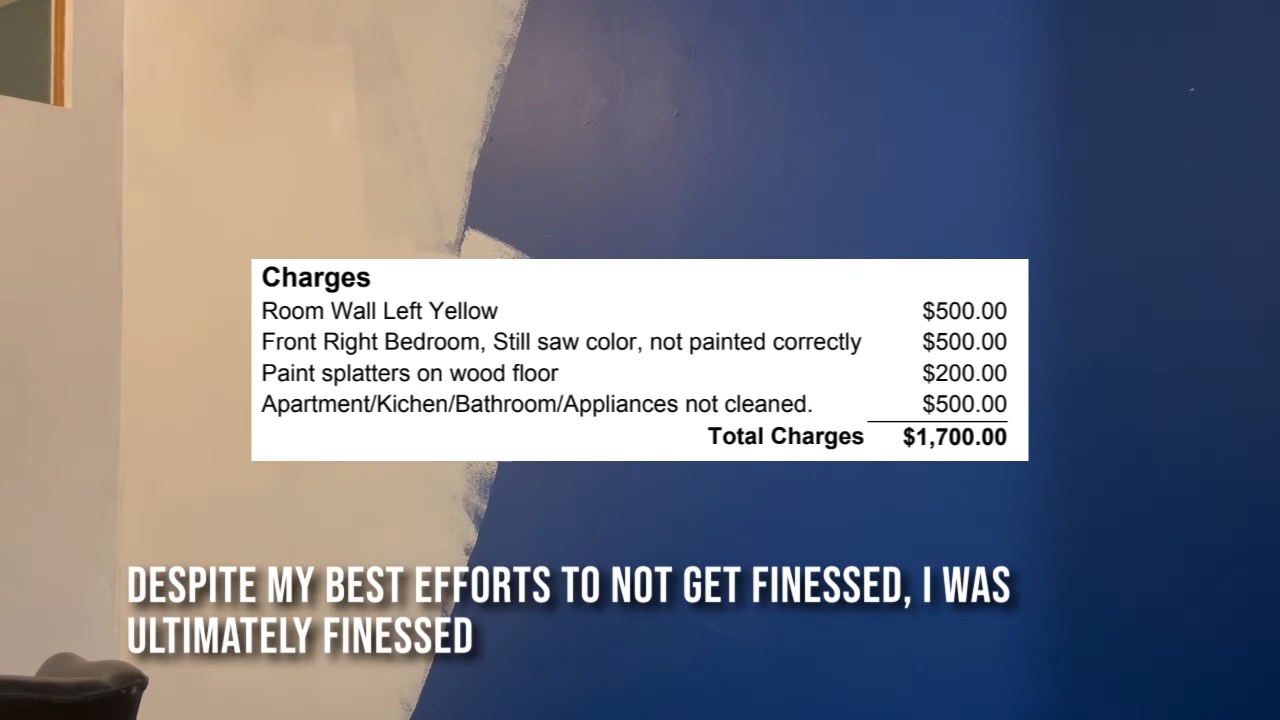 Charges
Room Wall Left Yellow $500.00
Front Right Bedroom, Still saw color, not painted correctly $500.00
Paint splatters on wood floor $200.00
Apartment/Kichen/Bathroom/Appliances not cleaned. $500.00
Total Charges $1,700.00
DESPITE MY BEST EFFORTS TO NOT GET FINESSED, I WAS
ULTIMATELY FINESSED